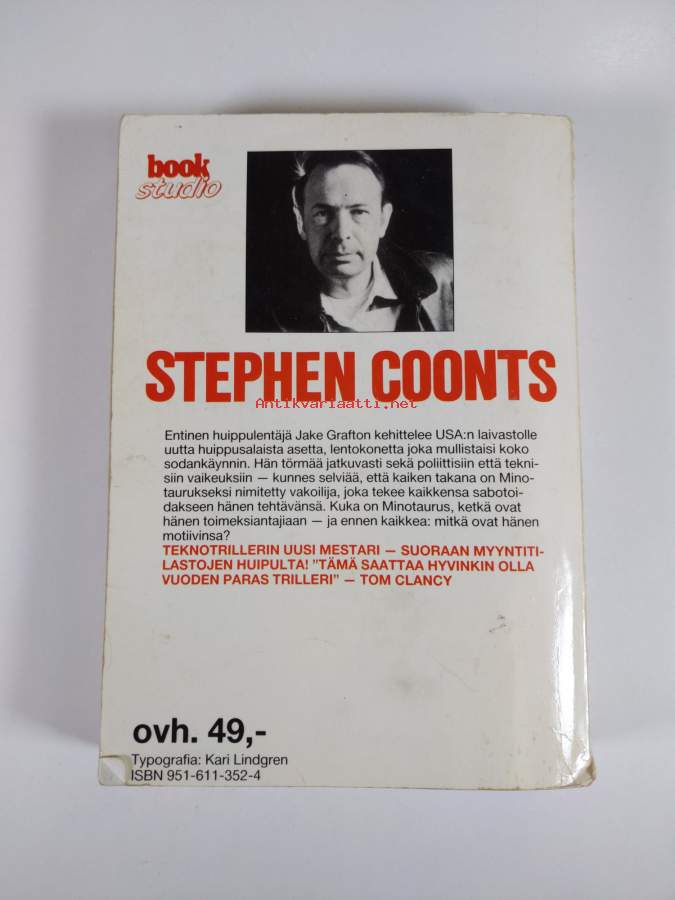 book
studio
STEPHEN COONTS
Antikvariaatti.net
Entinen huippulentäjä Jake Grafton kehittelee USA:n laivastolle
uutta huippusalaista asetta, lentokonetta joka mullistaisi koko
sodankäynnin. Hän törmää jatkuvasti sekä poliittisiin että tekni-
siin vaikeuksiin — kunnes selviää, että kaiken takana on Mino-
taurukseksi nimitetty vakoilija, joka tekee kaikkensa sabotoi-
dakseen hänen tehtävänsä. Kuka on Minotaurus, ketkä ovat
hänen toimeksiantajiaan — ja ennen kaikkea: mitkä ovat hänen
motiivinsa?
TEKNOTRILLERIN UUSI MESTARI — SUORAAN MYYNTITI-
LASTOJEN HUIPULTA! ”TÄMÄ SAATTAA HYVINKIN OLLA
VUODEN PARAS TRILLERI” — TOM CLANCY
ovh. 49,-
Typografia: Kari Lindgren
ISBN 951-611-352-4